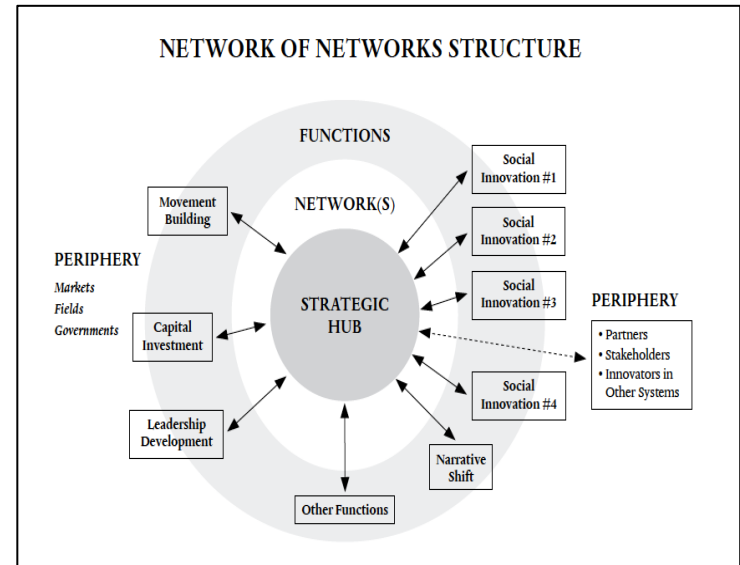 NETWORK OF NETWORKS STRUCTURE
FUNCTIONS
NETWORK(S)
STRATEGIC
HUB
Movement
Building
PERIPHERY
Markets
Fields
Governments
Capital
Investment
Leadership
Development
Other Functions
Narrative
Shift
Social
Innovation #1
Social
Innovation #2
Social
Innovation #3
Social
Innovation #4
PERIPHERY
• Partners
• Stakeholders
• Innovators in
Other Systems